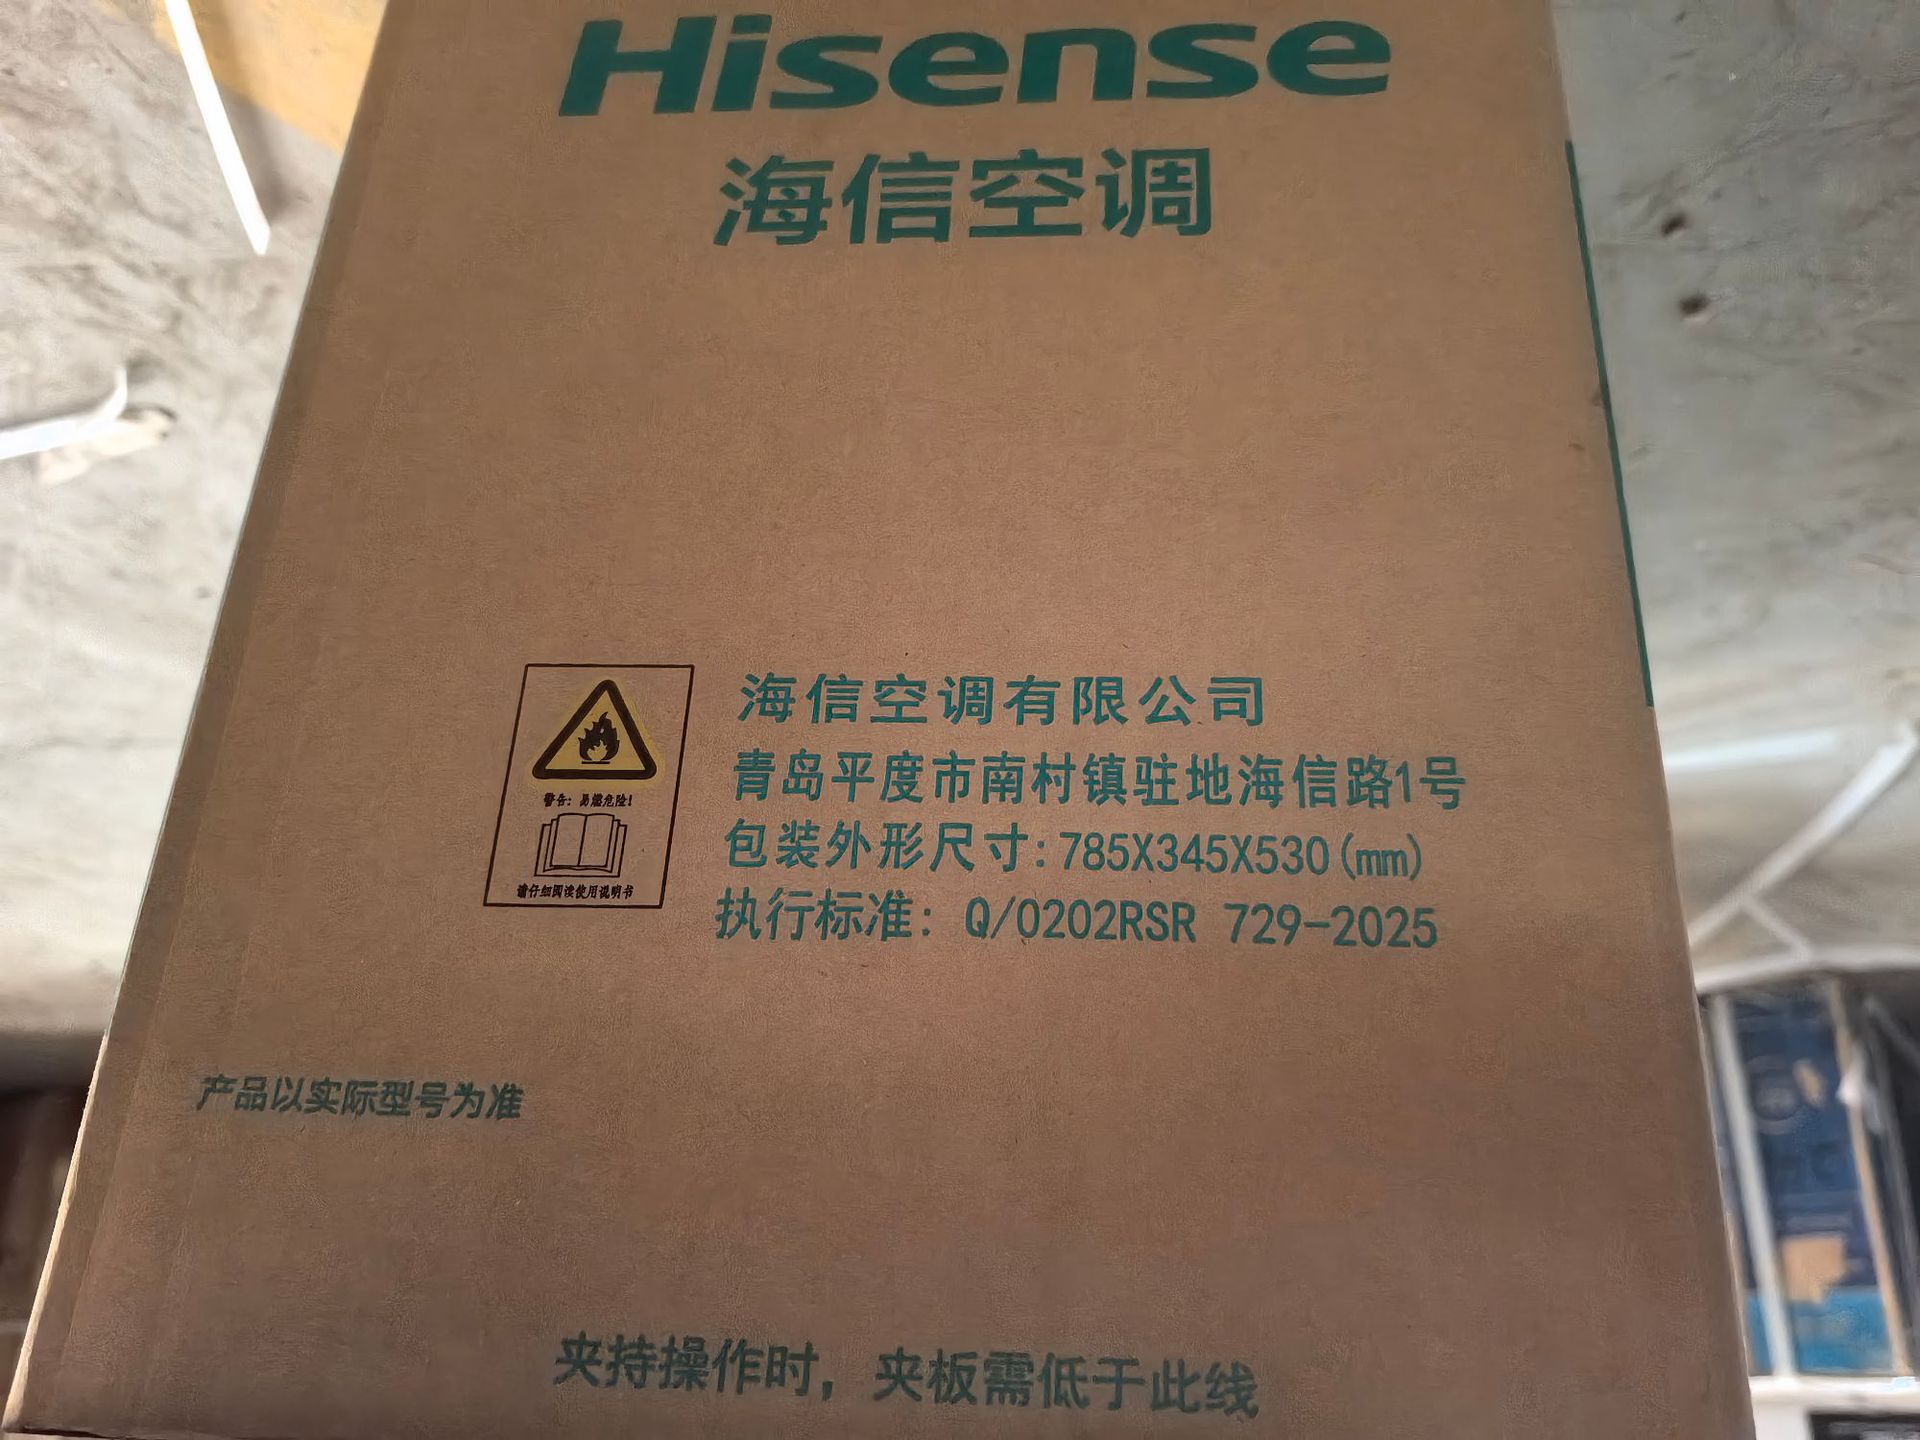 Hisense
海信空调
海信空调有限公司
青岛平度市南村镇驻地海信路1号
包装外形尺寸:785X345X530(mm)
执行标准: Q/0202RSR 729-2025
警告: 易燃危险!
请仔细阅读使用说明书
产品以实际型号为准
夹持操作时, 夹板需低于此线